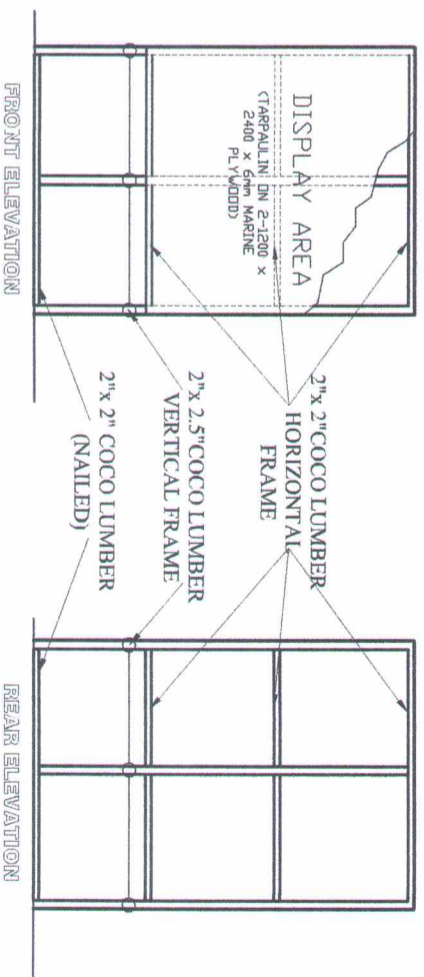 DISPLAY AREA
(TARPAULIN ON 2-1200 x
2400 x 6mm MARINE
PLYWOOD)
FRONT ELEVATION
2"x 2"COCO LUMBER
HORIZONTAL
FRAME
2"x 2.5"COCO LUMBER
VERTICAL FRAME
2"x 2" COCO LUMBER
(NAILED)
REAR ELEVATION